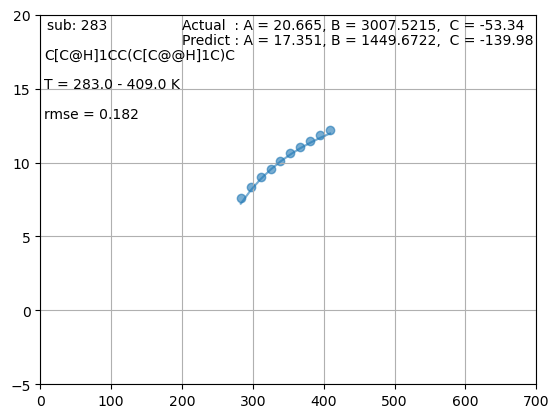 sub: 283
Actual : A = 20.665, B = 3007.5215, C = -53.34
Predict : A = 17.351, B = 1449.6722, C = -139.98
C[C@H]1CC(C[C@@H]1C)C
T = 283.0 - 409.0 K
rmse = 0.182
20
15
10
5
0
−5
0 100 200 300 400 500 600 700